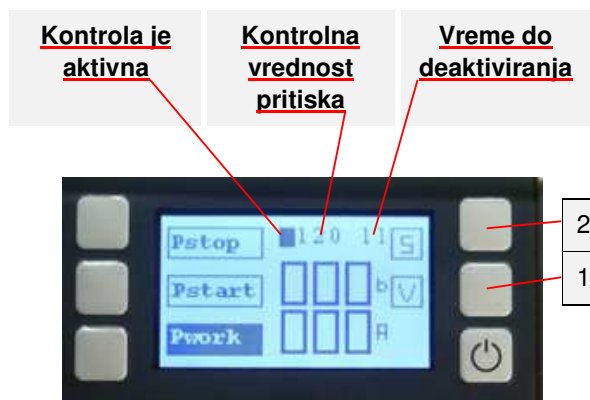 Kontrola je
aktivna
Kontrolna
vrednost
pritiska
Vreme do
deaktiviranja
Pstop
120 11
S
Pstart
b
V
Pwork
A
2
1